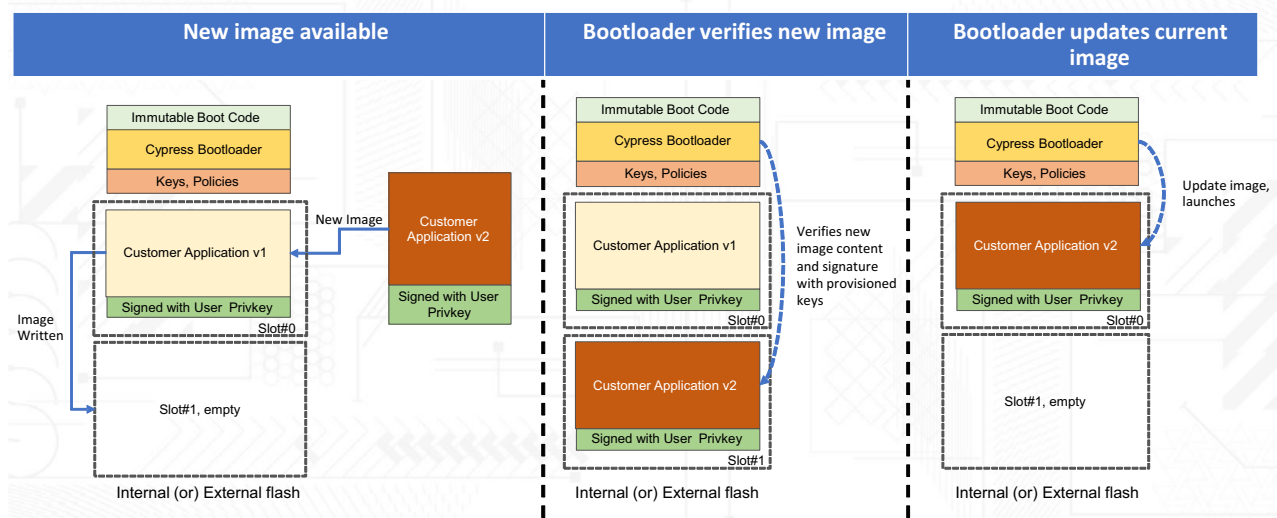 New image available
Immutable Boot Code
Cypress Bootloader
Keys, Policies
Customer Application v1
Signed with User Privkey
Slot#0
New Image
Customer
Application v2
Signed with User
Privkey
Image
Written
Slot#1, empty
Internal (or) External flash
Bootloader verifies new image
Immutable Boot Code
Cypress Bootloader
Keys, Policies
Customer Application v1
Signed with User Privkey
Slot#0
Verifies new
image content
and signature
with provisioned
keys
Customer Application v2
Signed with User Privkey
Slot#1
Internal (or) External flash
Bootloader updates current
image
Immutable Boot Code
Cypress Bootloader
Keys, Policies
Update image,
launches
Customer Application v2
Signed with User Privkey
Slot#0
Slot#1, empty
Internal (or) External flash